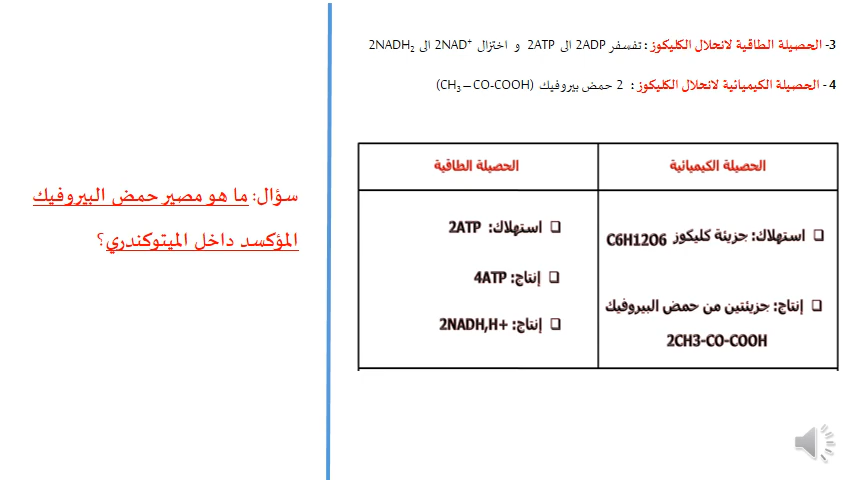 3- الحصيلة الطاقية لانحلال الكليكوز: تفسفر 2ADP الى 2ATP و اختزال 2NAD⁺ الى 2NADH₂
4- الحصيلة الكيميائية لانحلال الكليكوز: 2 حمض بيروفيك (CH₃–CO-COOH)
الحصيلة الكيميائية
استهلاك: جزيئة كليكوز C6H12O6
إنتاج: جزيئتين من حمض البيروفيك
2CH3-CO-COOH
الحصيلة الطاقية
استهلاك: 2ATP
إنتاج: 4ATP
إنتاج: 2NADH,H+
سؤال: ما هو مصير حمض البيروفيك
المؤكسد داخل الميتوكندري؟